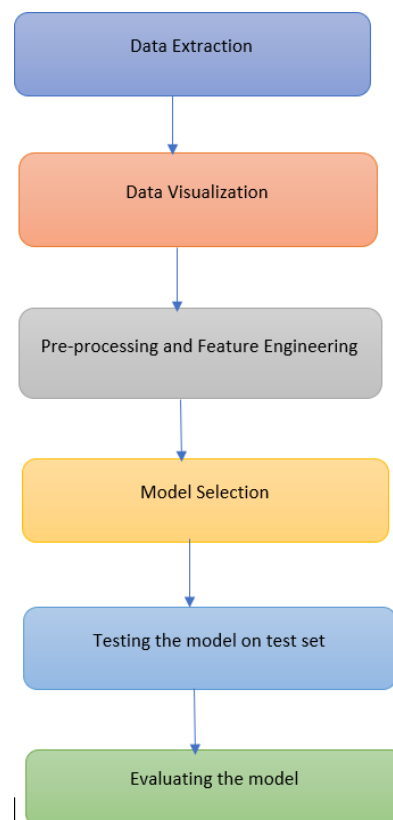 Data Extraction
Data Visualization
Pre-processing and Feature Engineering
Model Selection
Testing the model on test set
Evaluating the model